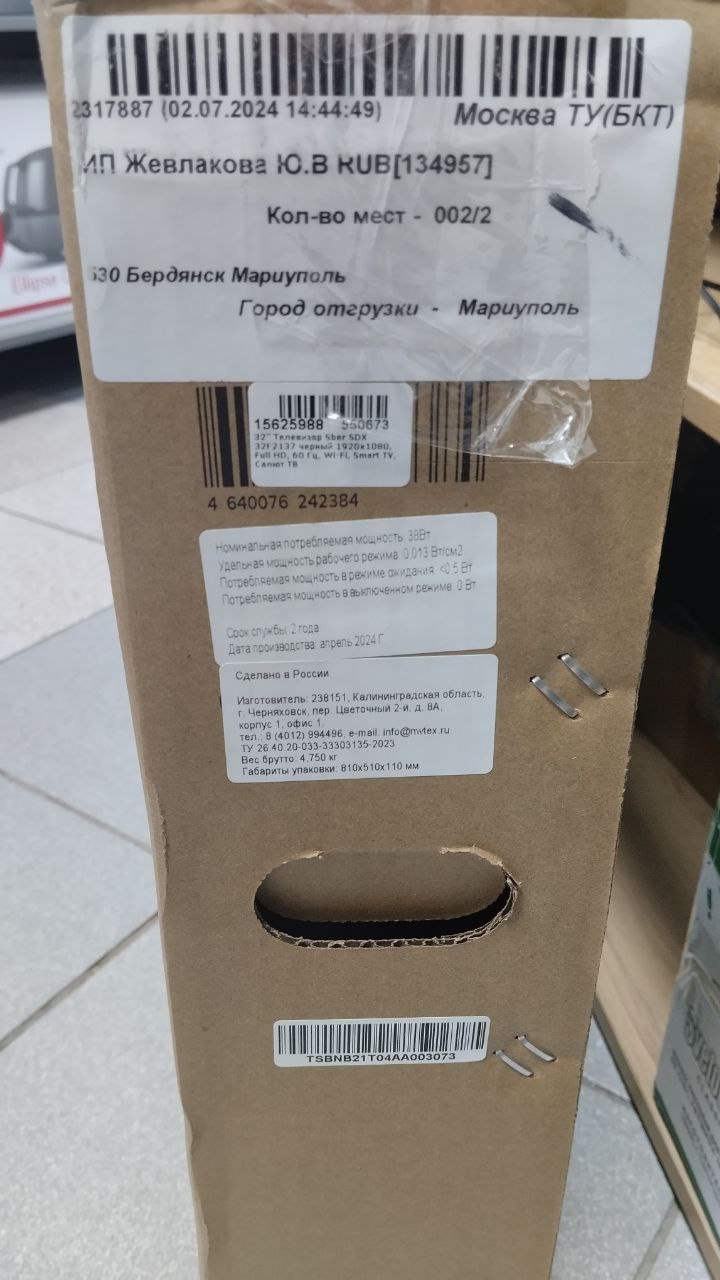 2317887 (02.07.2024 14:44:49)
Москва ТУ(БКТ)
ИП Жевлакова Ю.В RUB[134957]
Кол-во мест - 002/2
530 Бердянск Мариуполь
Город отгрузки - Мариуполь
Ellipse
15625988 550673
32" Телевизор Sber SDX
32F2137 черный 1920x1080,
Full HD, 60 Гц, Wi-Fi, Smart TV,
Салют ТВ
4 640076 242384
Номинальная потребляемая мощность: 38Вт
Удельная мощность рабочего режима: 0,013 Вт/см2
Потребляемая мощность в режиме ожидания: <0.5 Вт
Потребляемая мощность в выключенном режиме: 0 Вт
Срок службы: 2 года
Дата производства: апрель 2024 Г.
Сделано в России.
Изготовитель: 238151, Калининградская область,
г. Черняховск, пер. Цветочный 2-й, д. 8А,
корпус 1, офис 1.
тел.: 8 (4012) 994496, e-mail: info@nwtex.ru
ТУ 26.40.20-033-33303135-2023
Вес брутто: 4,750 кг.
Габариты упаковки: 810x510x110 мм
TSBNB21T04AA003073